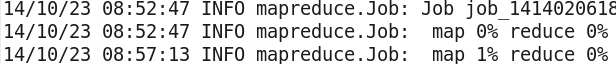 14/10/23 08:52:47 INFO mapreduce.Job: Job job_1414020618
14/10/23 08:52:47 INFO mapreduce.Job:  map 0% reduce 0%
14/10/23 08:57:13 INFO mapreduce.Job:  map 1% reduce 0%